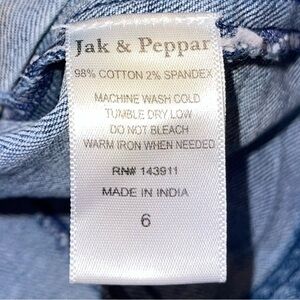 Jak & Peppar
98% COTTON 2% SPANDEX
MACHINE WASH COLD
TUMBLE DRY LOW
DO NOT BLEACH
WARM IRON WHEN NEEDED
RN# 143911
MADE IN INDIA
6